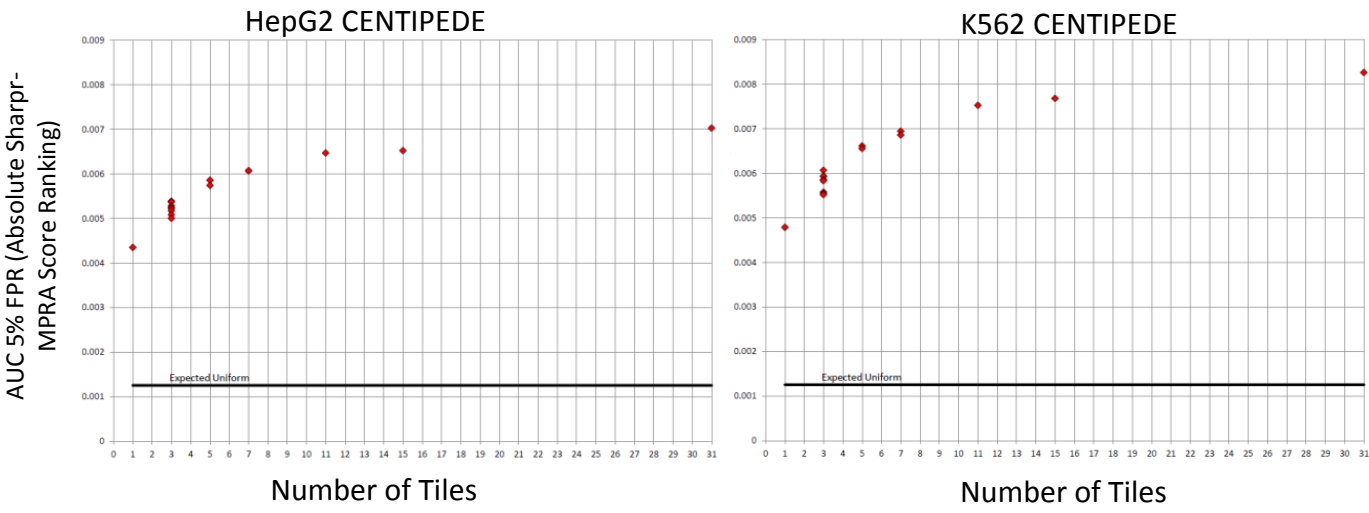 HepG2 CENTIPEDE
AUC 5% FPR (Absolute Sharpr-
MPRA Score Ranking)
0.009
0.008
0.007
0.006
0.005
0.004
0.003
0.002
0.001
0
Expected Uniform
0 1 2 3 4 5 6 7 8 9 10 11 12 13 14 15 16 17 18 19 20 21 22 23 24 25 26 27 28 29 30 31
Number of Tiles
K562 CENTIPEDE
0.009
0.008
0.007
0.006
0.005
0.004
0.003
0.002
0.001
0
Expected Uniform
0 1 2 3 4 5 6 7 8 9 10 11 12 13 14 15 16 17 18 19 20 21 22 23 24 25 26 27 28 29 30 31
Number of Tiles